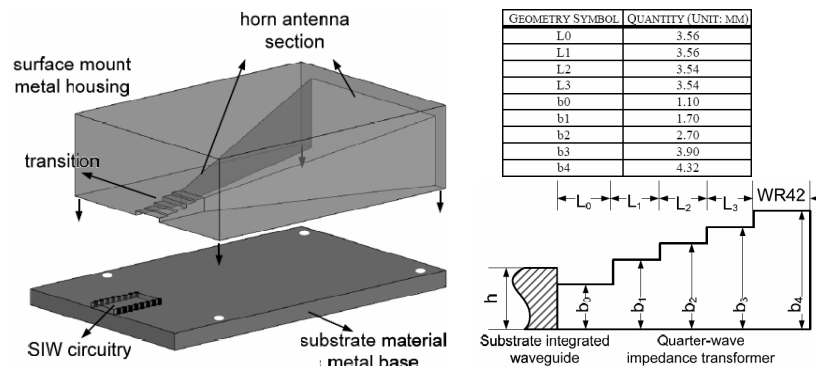 horn antenna
section
surface mount
metal housing
transition
SIW circuitry
substrate material
metal base
GEOMETRY SYMBOL QUANTITY (UNIT: MM)
L0 3.56
L1 3.56
L2 3.54
L3 3.54
b0 1.10
b1 1.70
b2 2.70
b3 3.90
b4 4.32
L₀ L₁ L₂ L₃ WR42
h b₀ b₁ b₂ b₃ b₄
Substrate integrated
waveguide
Quarter-wave
impedance transformer